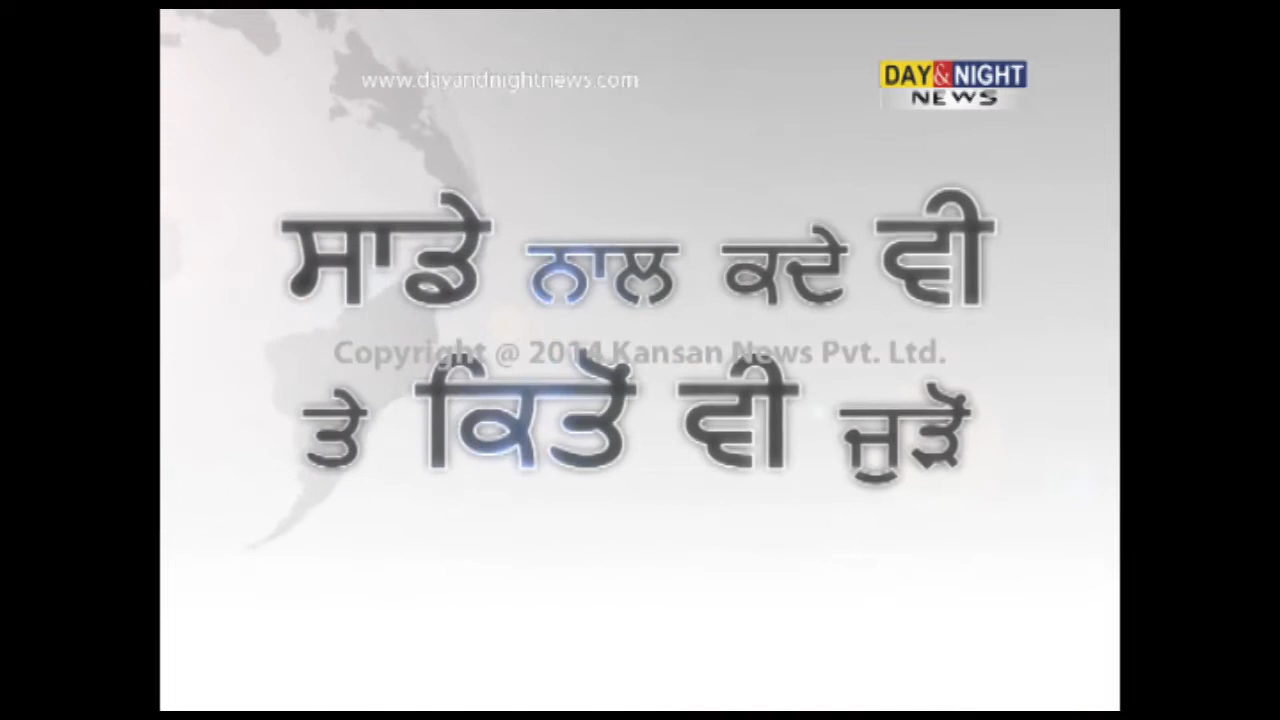 www.dayandnightnews.com
DAY&NIGHT
NEWS
ਸਾਡੇ ਨਾਲ ਕਦੇ ਵੀ
Copyright @ 2014 Kansan News Pvt. Ltd.
ਤੇ ਕਿਤੋਂ ਵੀ ਜੁੜੋਂ